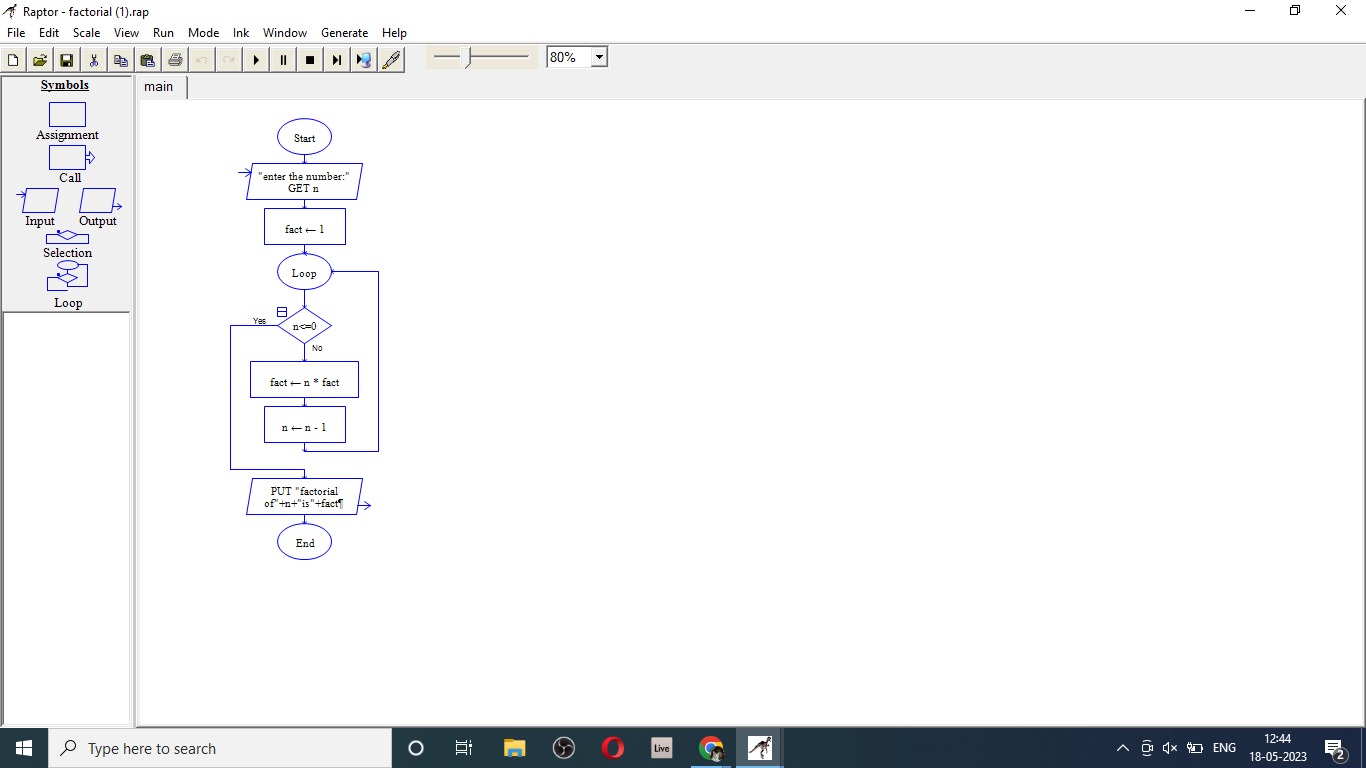 Raptor - factorial (1).rap
File Edit Scale View Run Mode Ink Window Generate Help
80%
Symbols
Assignment
Call
Input Output
Selection
Loop
main
Start
"enter the number:"
GET n
fact ← 1
Loop
Yes
n<=0
No
fact ← n * fact
n ← n - 1
PUT "factorial
of"+n+"is"+fact¶
End
Type here to search
Live
ENG
12:44
18-05-2023
2